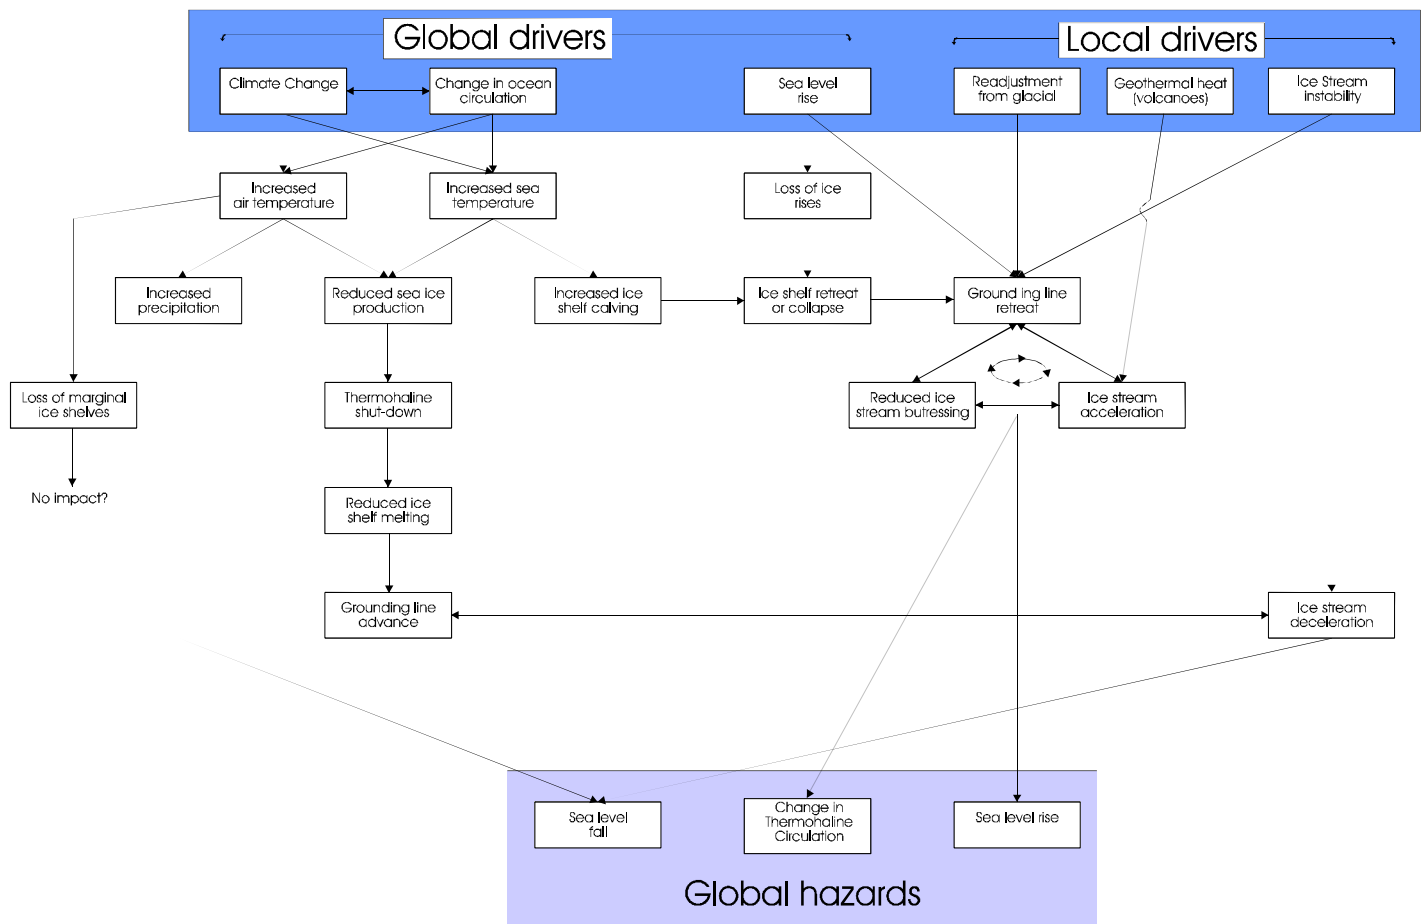 Global drivers
Local drivers
Climate Change
Change in ocean
circulation
Sea level
rise
Readjustment
from glacial
Geothermal heat
(volcanoes)
Ice Stream
instability
Increased
air temperature
Increased sea
temperature
Loss of ice
rises
Increased
precipitation
Reduced sea ice
production
Increased ice
shelf calving
Ice shelf retreat
or collapse
Ground ing line
retreat
Loss of marginal
ice shelves
Thermohaline
shut-down
Reduced ice
stream butressing
Ice stream
acceleration
No impact?
Reduced ice
shelf melting
Grounding line
advance
Ice stream
deceleration
Sea level
fall
Change in
Thermohaline
Circulation
Sea level rise
Global hazards